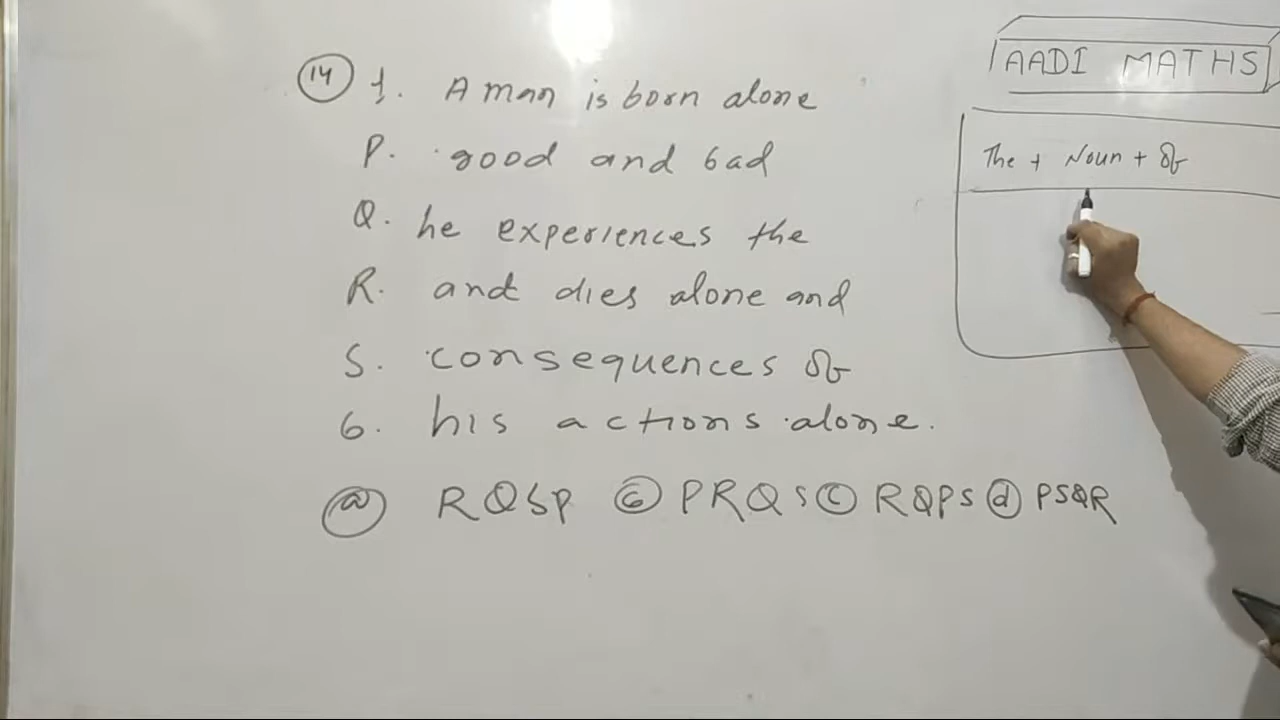 AADI MATHS
The + Noun + of
(14) 1. A man is born alone
P. good and bad
Q. he experiences the
R. and dies alone and
S. consequences of
6. his actions alone.
(a) RQSP (b) PRQS (c) RQPS (d) PSQR